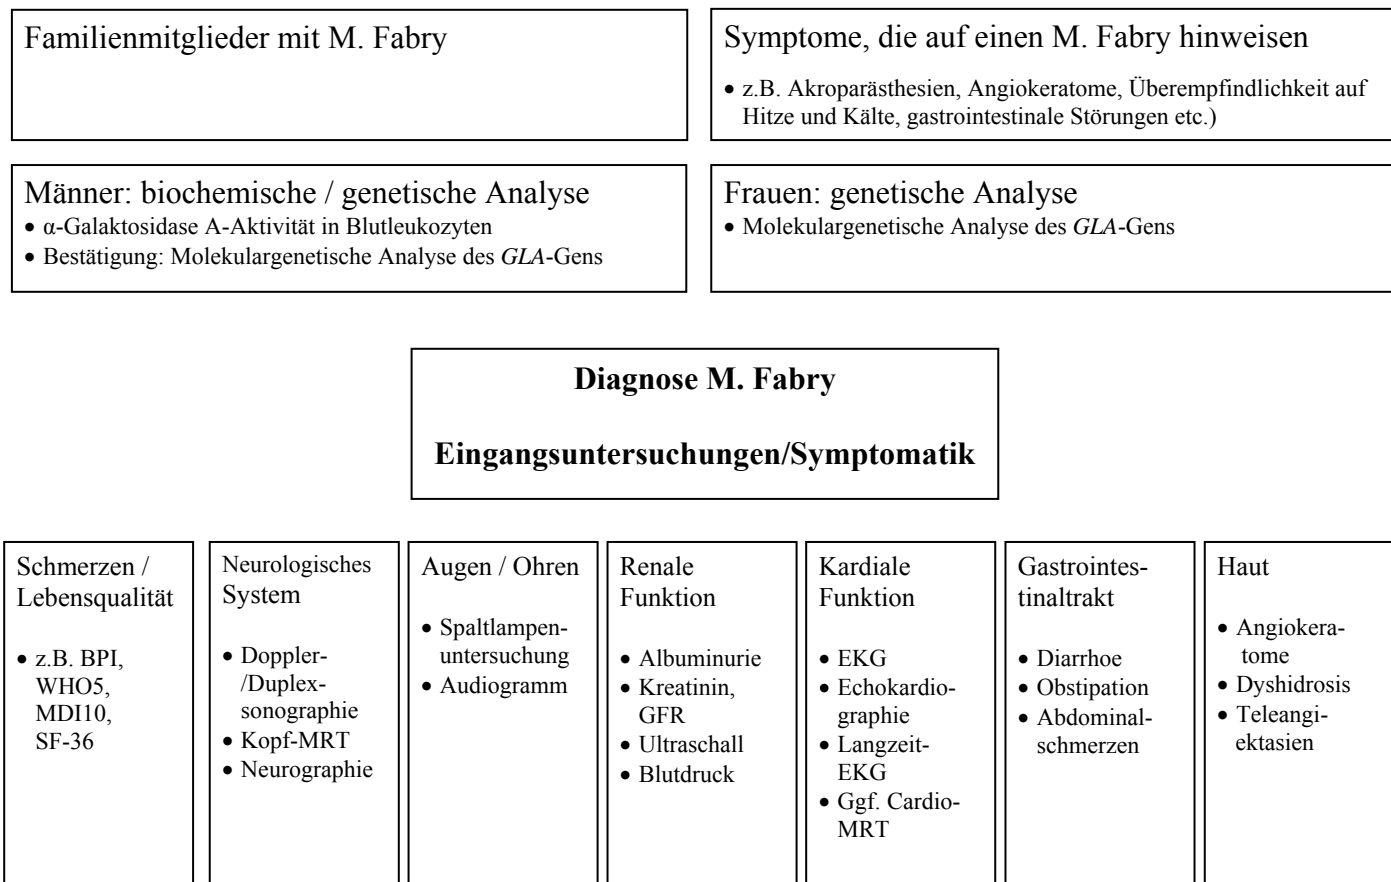 Familienmitglieder mit M. Fabry
Symptome, die auf einen M. Fabry hinweisen
• z.B. Akroparästhesien, Angiokeratome, Überempfindlichkeit auf
Hitze und Kälte, gastrointestinale Störungen etc.)
Männer: biochemische / genetische Analyse
• α-Galaktosidase A-Aktivität in Blutleukozyten
• Bestätigung: Molekulargenetische Analyse des GLA-Gens
Frauen: genetische Analyse
• Molekulargenetische Analyse des GLA-Gens
Diagnose M. Fabry
Eingangsuntersuchungen/Symptomatik
Schmerzen /
Lebensqualität
• z.B. BPI,
WHO5,
MDI10,
SF-36
Neurologisches
System
• Doppler-
/Duplex-
sonographie
• Kopf-MRT
• Neurographie
Augen / Ohren
• Spaltlampen-
untersuchung
• Audiogramm
Renale
Funktion
• Albuminurie
• Kreatinin,
GFR
• Ultraschall
• Blutdruck
Kardiale
Funktion
• EKG
• Echokardio-
graphie
• Langzeit-
EKG
• Ggf. Cardio-
MRT
Gastrointes-
tinaltrakt
• Diarrhoe
• Obstipation
• Abdominal-
schmerzen
Haut
• Angiokera-
tome
• Dyshidrosis
• Teleangi-
ektasien